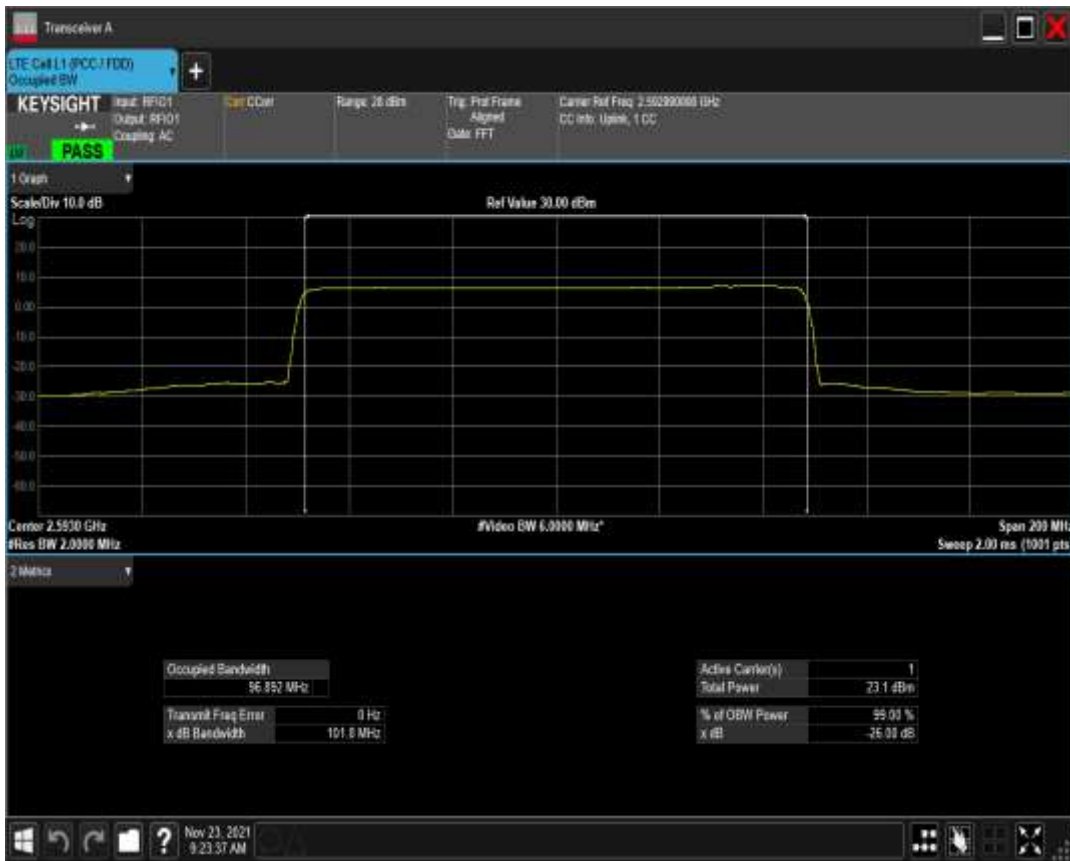 Transceiver A
LTE Cell L1 (PCC / FDD)
Occupied BW
+
KEYSIGHT
Input: RFIO1
Output: RFIO1
Coupling: AC
PASS
Corr CCorr
Range: 28 dBm
Trig: Prdt Frame
Aligned
Gate: FFT
Carrier Ref Freq: 2.592990000 GHz
CC Info: Uplink, 1 CC
1 Graph
Scale/Div 10.0 dB
Ref Value 30.00 dBm
Log
20.0
10.0
0.00
-10.0
-20.0
-30.0
-40.0
-50.0
-60.0
Center 2.5930 GHz
#Video BW 6.0000 MHz*
Span 200 MHz
#Res BW 2.0000 MHz
Sweep 2.00 ms (1001 pts
2 Metrics
Occupied Bandwidth
96.892 MHz
Transmit Freq Error 0 Hz
x dB Bandwidth 101.8 MHz
Active Carrier(s) 1
Total Power 23.1 dBm
% of OBW Power 99.00 %
x dB -26.00 dB
?
Nov 23, 2021
9:23:37 AM